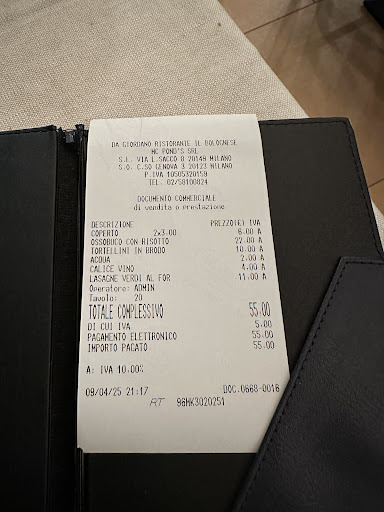 DA GIORDANO RISTORANTE IL BOLOGNESE
MC POND'S SRL
S.L. VIA L.SACCO 8 20149 MILANO
S.O. C.SO GENOVA 3 20123 MILANO
P.IVA 10505320159
TEL. 02/58100824
DOCUMENTO COMMERCIALE
di vendita o prestazione
DESCRIZIONE PREZZO(€) IVA
COPERTO 2x3.00 6.00 A
OSSOBUCO CON RISOTTO 22.00 A
TORTELLINI IN BRODO 10.00 A
ACQUA 2.00 A
CALICE VINO 4.00 A
LASAGNE VERDI AL FOR 11.00 A
Operatore: ADMIN
Tavolo: 20
TOTALE COMPLESSIVO 55.00
DI CUI IVA 5.00
PAGAMENTO ELETTRONICO 55.00
IMPORTO PAGATO 55.00
A: IVA 10.00%
09/04/25 21:17 DOC.0668-0016
RT 96MK3020251